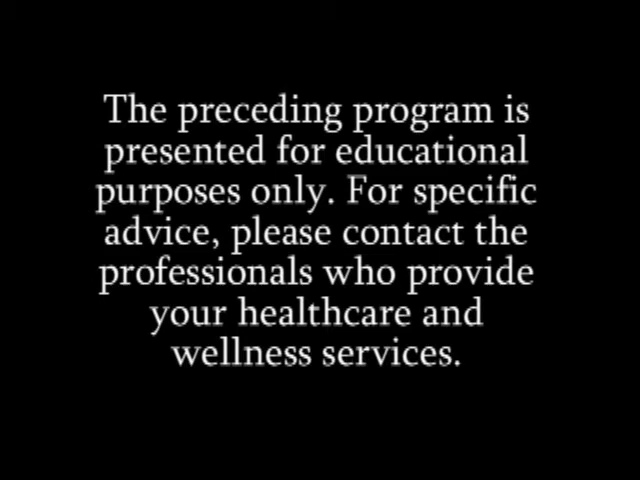 The preceding program is
presented for educational
purposes only. For specific
advice, please contact the
professionals who provide
your healthcare and
wellness services.